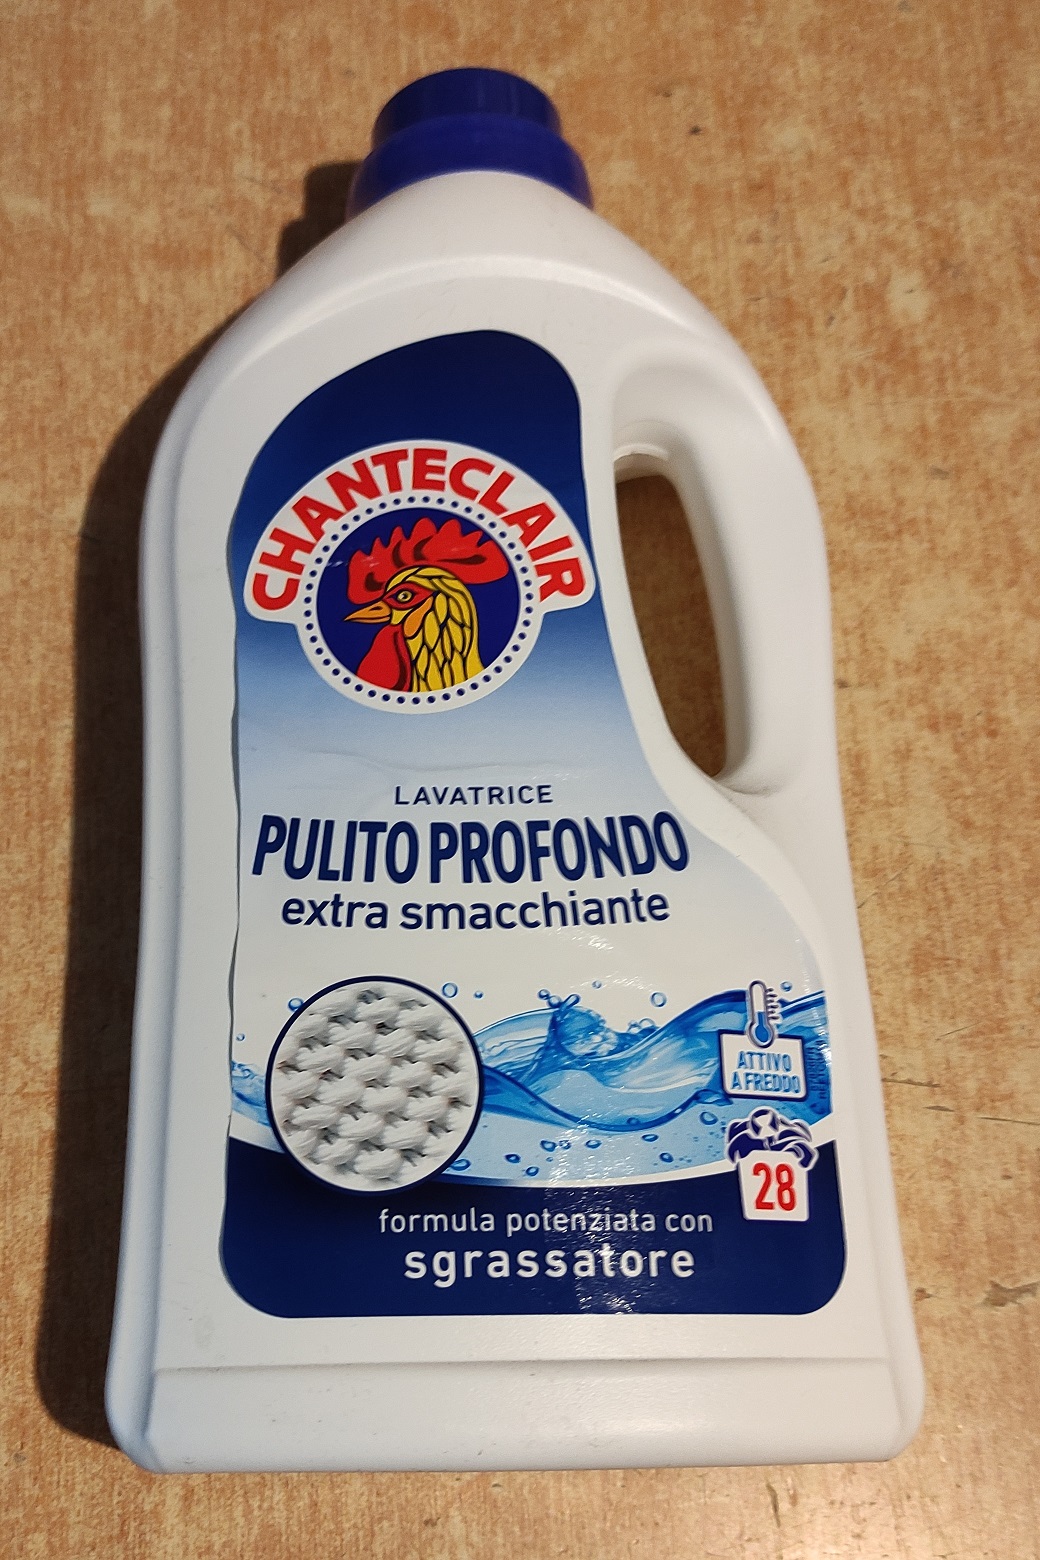 CHANTECLAIR
LAVATRICE
PULITO PROFONDO
extra smacchiante
ATTIVO
A FREDDO
28
formula potenziata con
sgrassatore